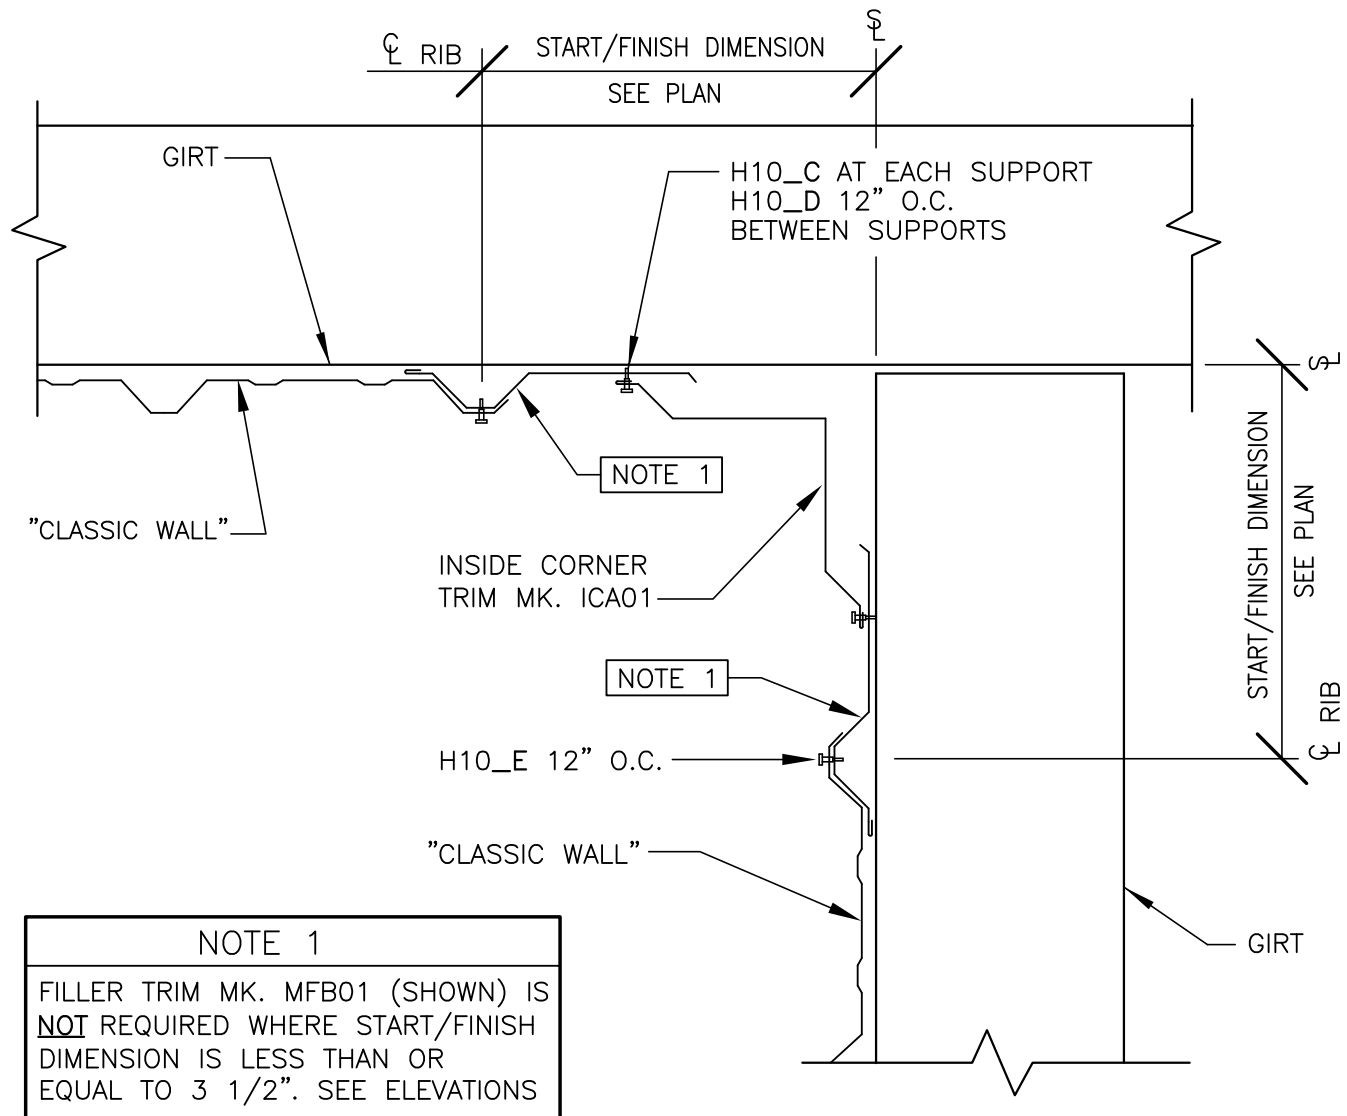 ℄ RIB
START/FINISH DIMENSION
SEE PLAN
SL
GIRT
H10_C AT EACH SUPPORT
H10_D 12” O.C.
BETWEEN SUPPORTS
SL
NOTE 1
”CLASSIC WALL”
START/FINISH DIMENSION
SEE PLAN
INSIDE CORNER
TRIM MK. ICA01
NOTE 1
℄ RIB
H10_E 12” O.C.
”CLASSIC WALL”
GIRT
NOTE 1
FILLER TRIM MK. MFB01 (SHOWN) IS
NOT REQUIRED WHERE START/FINISH
DIMENSION IS LESS THAN OR
EQUAL TO 3 1/2”. SEE ELEVATIONS